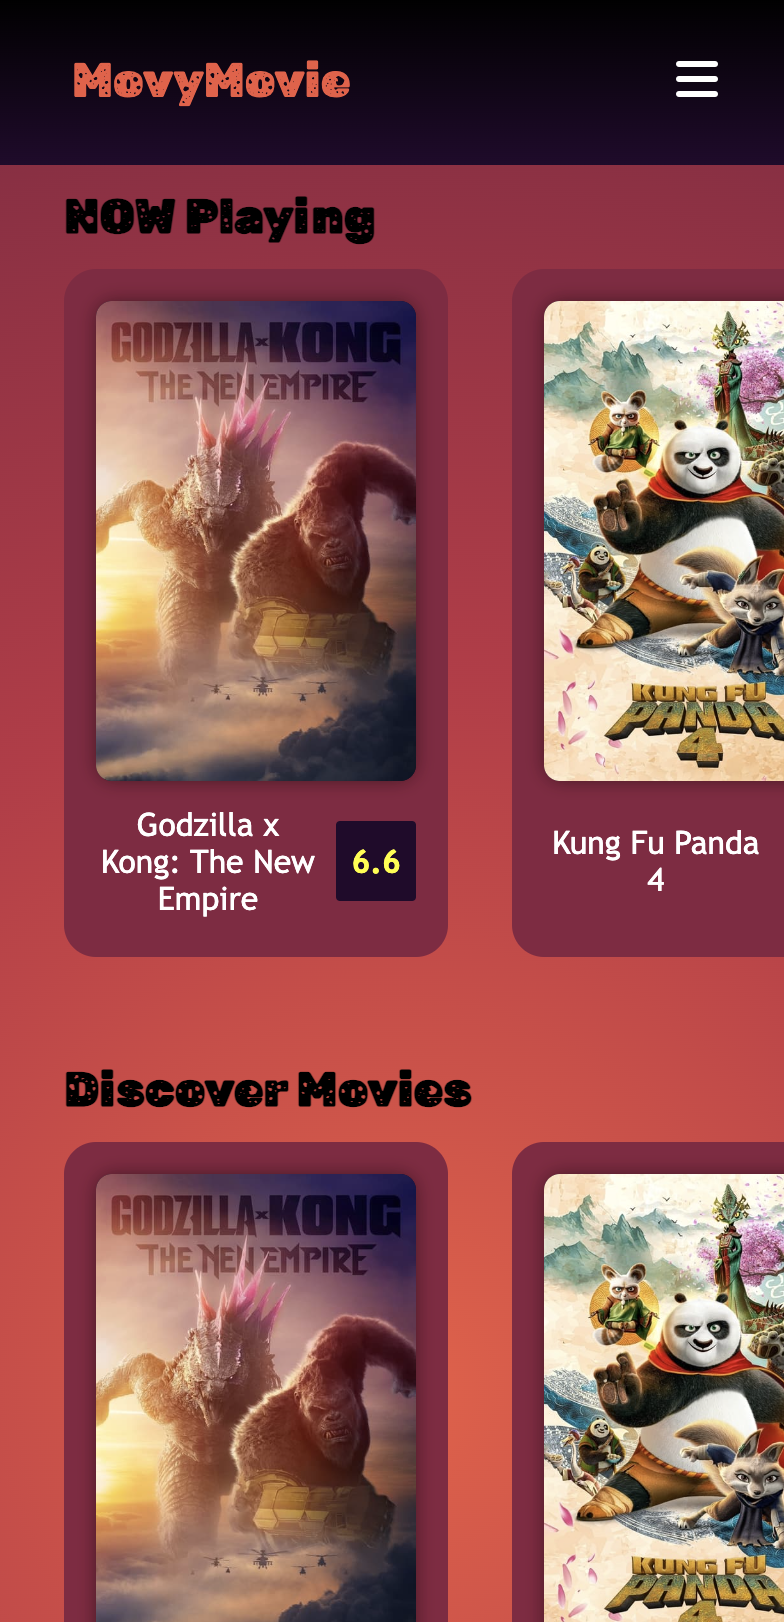 MovyMovie
NOW Playing
GODZILLA x KONG
THE NEW EMPIRE
KUNG FU
PANDA
4
Godzilla x
Kong: The New
Empire
6.6
Kung Fu Panda
4
Discover Movies
GODZILLA x KONG
THE NEW EMPIRE
KUNG FU
PANDA
4